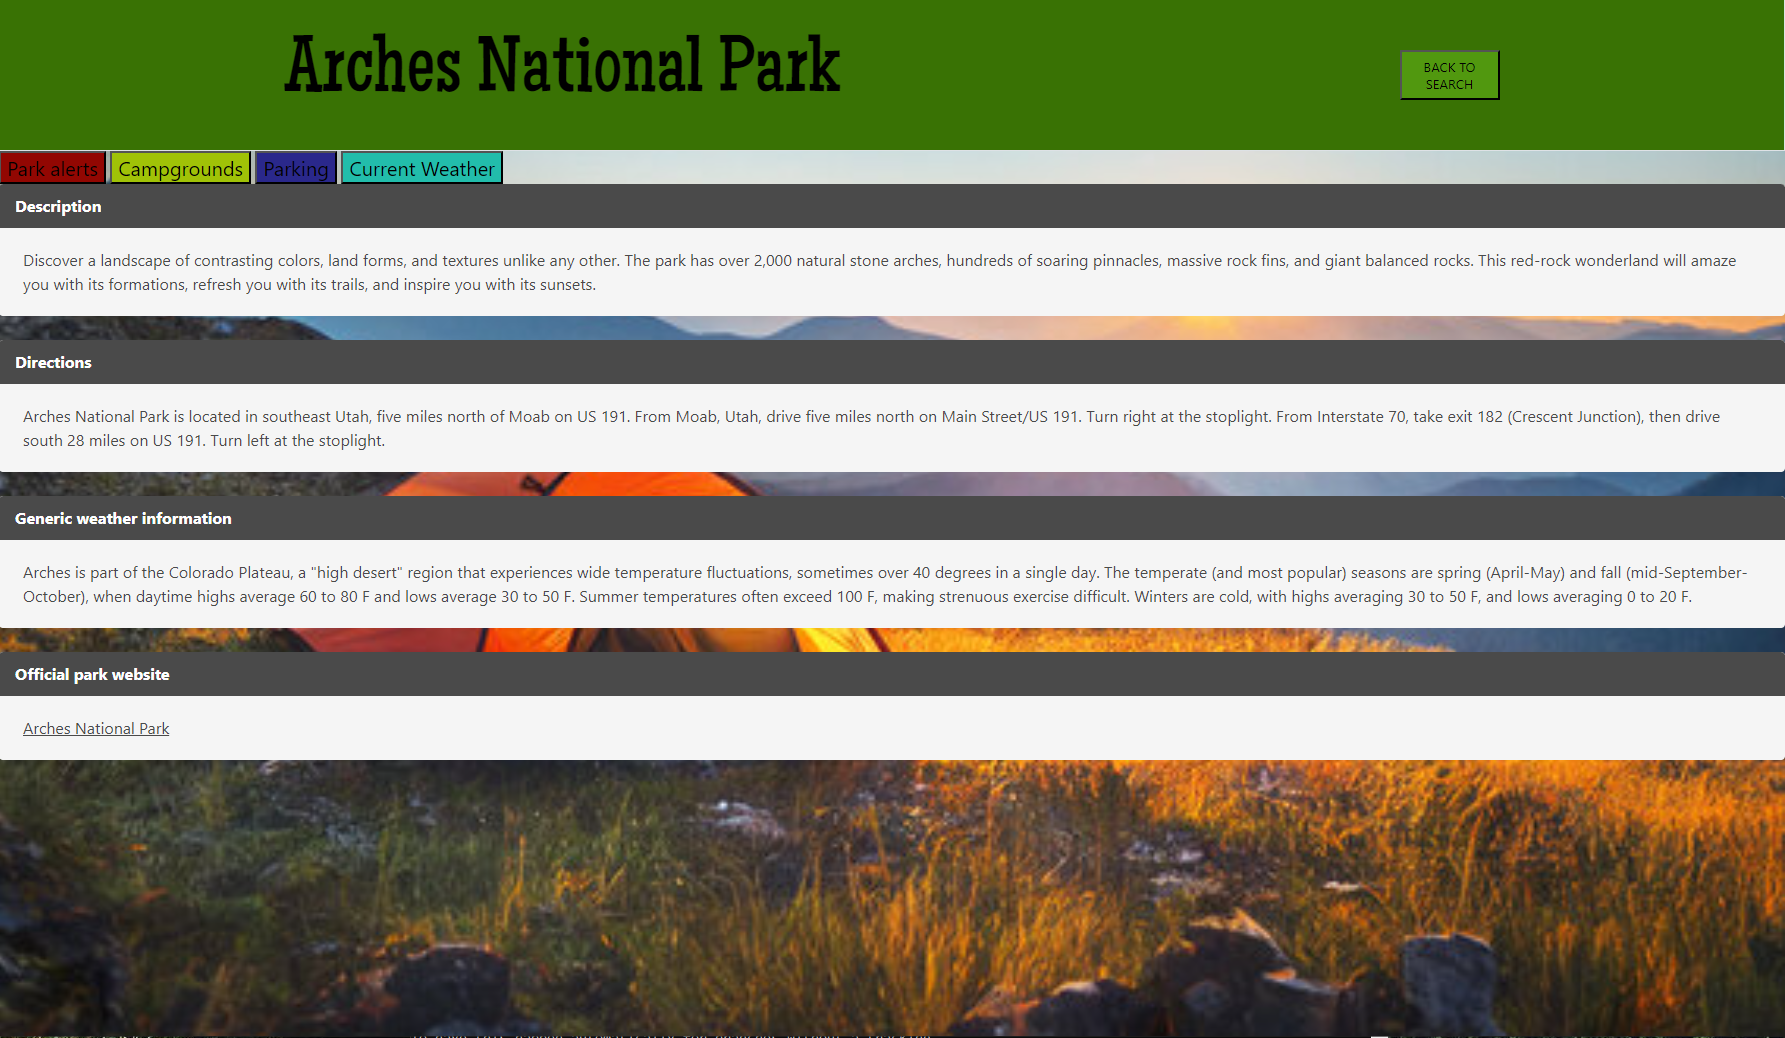 Arches National Park
BACK TO
SEARCH
Park alerts Campgrounds Parking Current Weather
Description
Discover a landscape of contrasting colors, land forms, and textures unlike any other. The park has over 2,000 natural stone arches, hundreds of soaring pinnacles, massive rock fins, and giant balanced rocks. This red-rock wonderland will amaze
you with its formations, refresh you with its trails, and inspire you with its sunsets.
Directions
Arches National Park is located in southeast Utah, five miles north of Moab on US 191. From Moab, Utah, drive five miles north on Main Street/US 191. Turn right at the stoplight. From Interstate 70, take exit 182 (Crescent Junction), then drive
south 28 miles on US 191. Turn left at the stoplight.
Generic weather information
Arches is part of the Colorado Plateau, a "high desert" region that experiences wide temperature fluctuations, sometimes over 40 degrees in a single day. The temperate (and most popular) seasons are spring (April-May) and fall (mid-September-
October), when daytime highs average 60 to 80 F and lows average 30 to 50 F. Summer temperatures often exceed 100 F, making strenuous exercise difficult. Winters are cold, with highs averaging 30 to 50 F, and lows averaging 0 to 20 F.
Official park website
Arches National Park